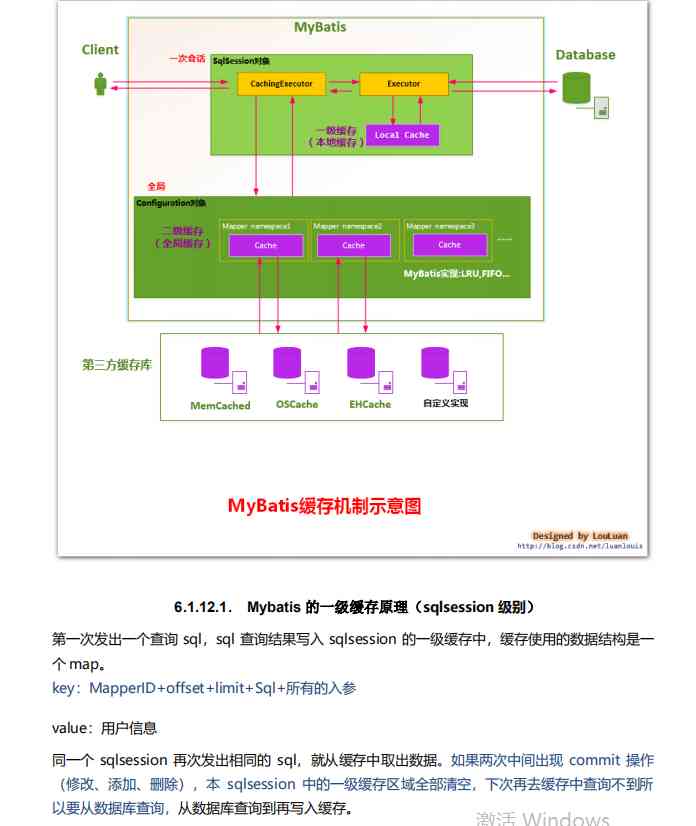 MyBatis
Client
Database
一次会话
SqlSession对象
CachingExecutor
Executor
一级缓存
（本地缓存）
Local Cache
全局
Configuration对象
二级缓存
（全局缓存）
Mapper namespace1
Cache
Mapper namespace2
Cache
Mapper namespace3
Cache
......
MyBatis实现:LRU,FIFO...
第三方缓存库
MemCached
OSCache
EHCache
自定义实现
MyBatis缓存机制示意图
Designed by LouLuan
http://blog.csdn.net/luanlouis
6.1.12.1. Mybatis 的一级缓存原理（sqlsession 级别）
第一次发出一个查询 sql，sql 查询结果写入 sqlsession 的一级缓存中，缓存使用的数据结构是一
个 map。
key：MapperID+offset+limit+Sql+所有的入参
value：用户信息
同一个 sqlsession 再次发出相同的 sql，就从缓存中取出数据。如果两次中间出现 commit 操作
（修改、添加、删除），本 sqlsession 中的一级缓存区域全部清空，下次再去缓存中查询不到所
以要从数据库查询，从数据库查询到再写入缓存。
激活 Windows